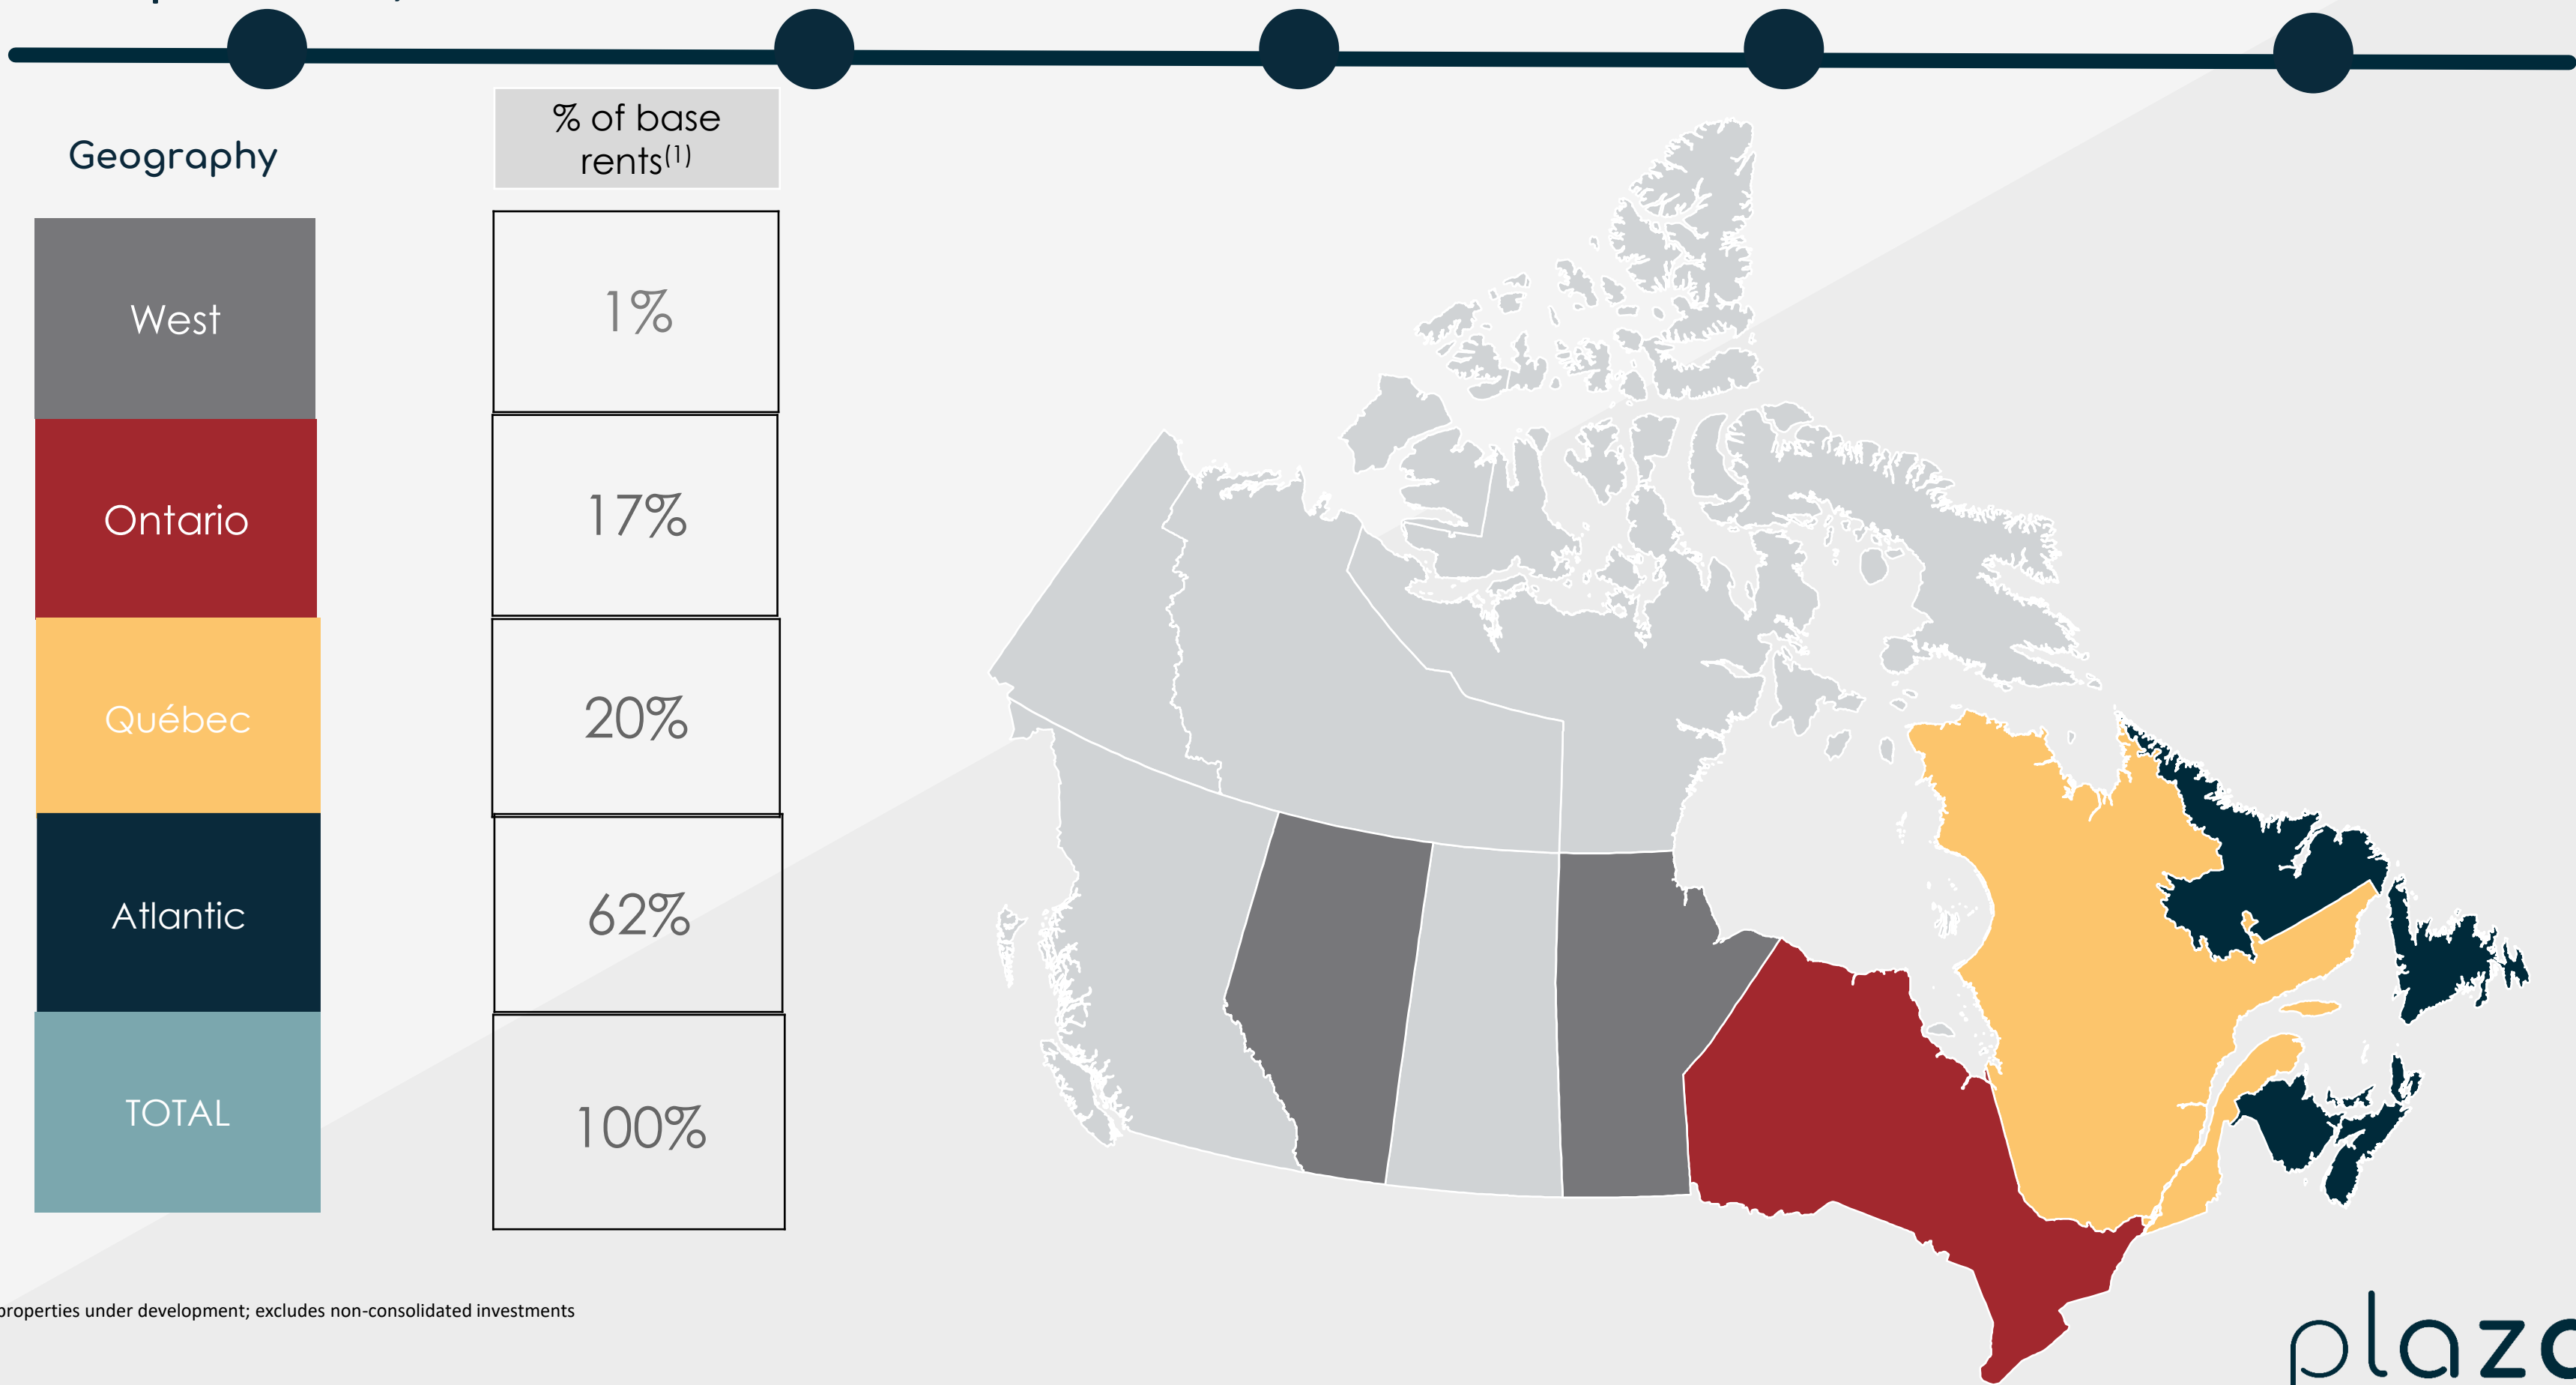 Geography
% of base
rents(1)
West
1%
Ontario
17%
Québec
20%
Atlantic
62%
TOTAL
100%
properties under development; excludes non-consolidated investments
plaza